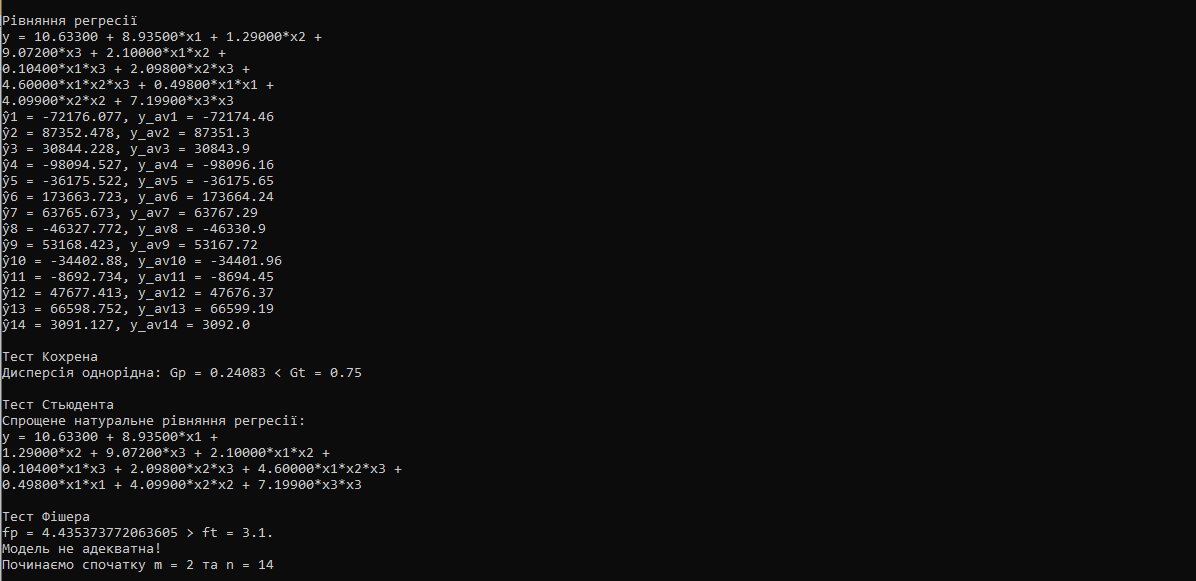 Рівняння регресії
y = 10.63300 + 8.93500*x1 + 1.29000*x2 +
9.07200*x3 + 2.10000*x1*x2 +
0.10400*x1*x3 + 2.09800*x2*x3 +
4.60000*x1*x2*x3 + 0.49800*x1*x1 +
4.09900*x2*x2 + 7.19900*x3*x3
ŷ1 = -72176.077, y_av1 = -72174.46
ŷ2 = 87352.478, y_av2 = 87351.3
ŷ3 = 30844.228, y_av3 = 30843.9
ŷ4 = -98094.527, y_av4 = -98096.16
ŷ5 = -36175.522, y_av5 = -36175.65
ŷ6 = 173663.723, y_av6 = 173664.24
ŷ7 = 63765.673, y_av7 = 63767.29
ŷ8 = -46327.772, y_av8 = -46330.9
ŷ9 = 53168.423, y_av9 = 53167.72
ŷ10 = -34402.88, y_av10 = -34401.96
ŷ11 = -8692.734, y_av11 = -8694.45
ŷ12 = 47677.413, y_av12 = 47676.37
ŷ13 = 66598.752, y_av13 = 66599.19
ŷ14 = 3091.127, y_av14 = 3092.0
Тест Кохрена
Дисперсія однорідна: Gp = 0.24083 < Gt = 0.75
Тест Стьюдента
Спрощене натуральне рівняння регресії:
y = 10.63300 + 8.93500*x1 +
1.29000*x2 + 9.07200*x3 + 2.10000*x1*x2 +
0.10400*x1*x3 + 2.09800*x2*x3 + 4.60000*x1*x2*x3 +
0.49800*x1*x1 + 4.09900*x2*x2 + 7.19900*x3*x3
Тест Фішера
fp = 4.435373772063605 > ft = 3.1.
Модель не адекватна!
Починаємо спочатку m = 2 та n = 14